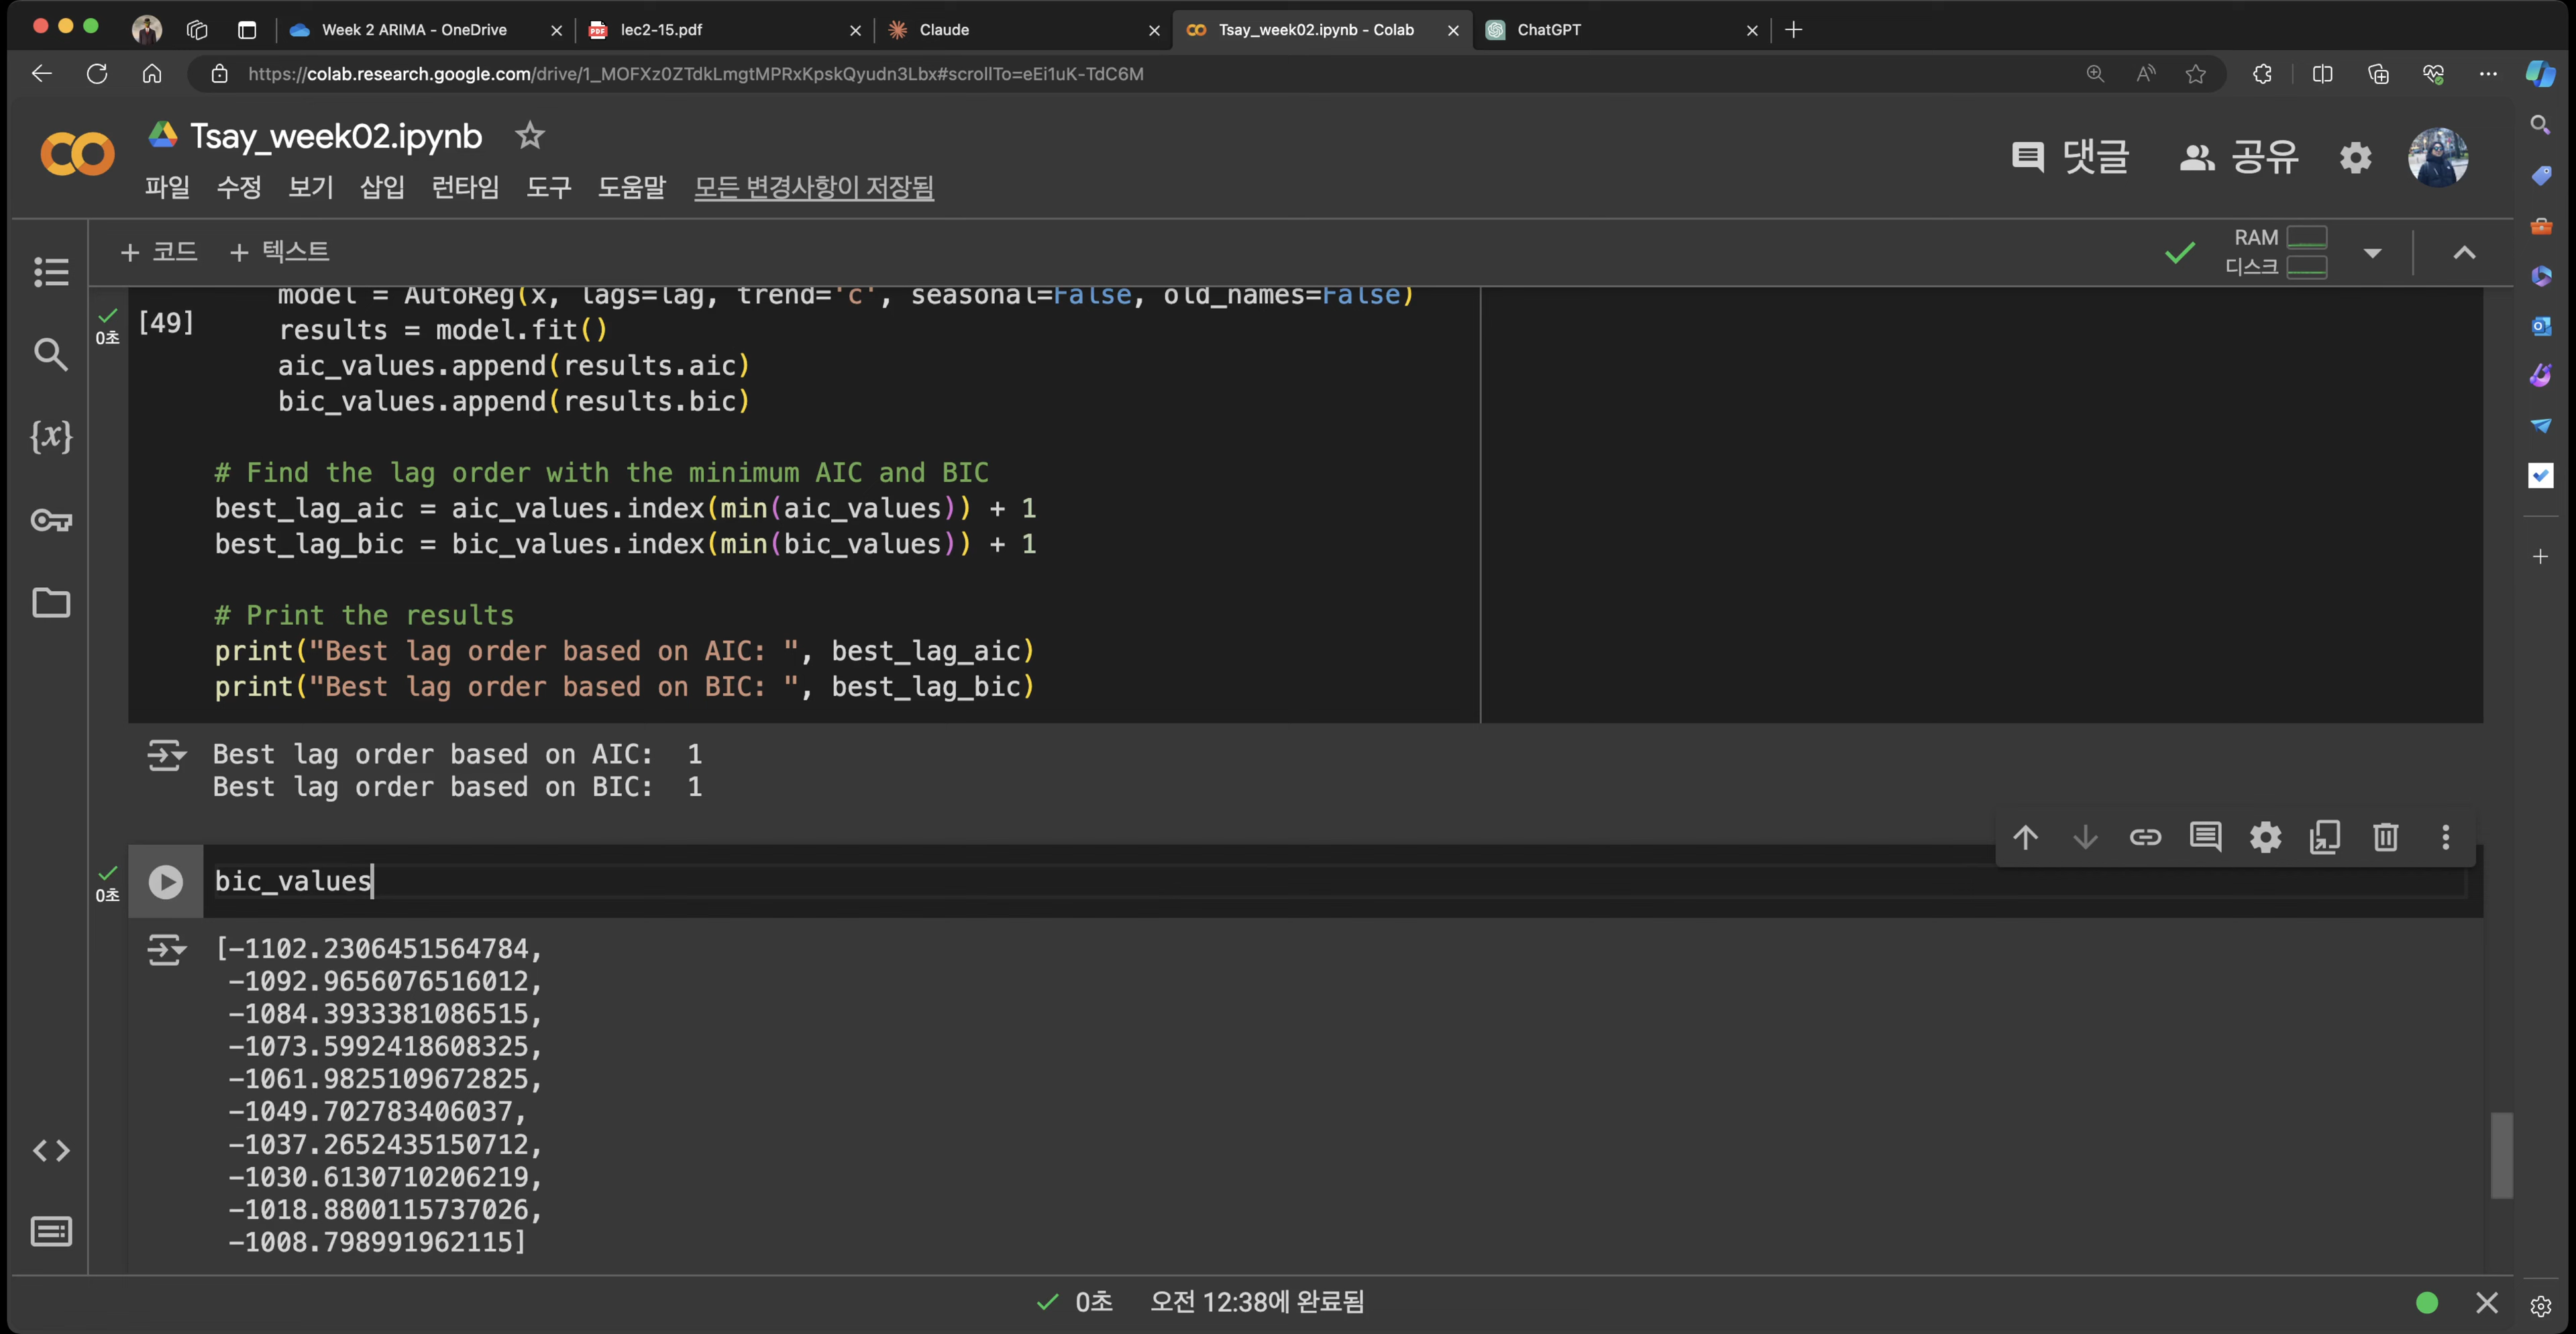 Week 2 ARIMA - OneDrive
lec2-15.pdf
Claude
Tsay_week02.ipynb - Colab
ChatGPT
https://colab.research.google.com/drive/1_MOFXz0ZTdkLmgtMPRxKpskQyudn3Lbx#scrollTo=eEi1uK-TdC6M
Tsay_week02.ipynb
댓글
공유
파일 수정 보기 삽입 런타임 도구 도움말 모든 변경사항이 저장됨
+ 코드 + 텍스트
RAM
디스크
[49]
0초
model = AutoReg(x, lags=lag, trend='c', seasonal=False, old_names=False)
results = model.fit()
aic_values.append(results.aic)
bic_values.append(results.bic)
# Find the lag order with the minimum AIC and BIC
best_lag_aic = aic_values.index(min(aic_values)) + 1
best_lag_bic = bic_values.index(min(bic_values)) + 1
# Print the results
print("Best lag order based on AIC: ", best_lag_aic)
print("Best lag order based on BIC: ", best_lag_bic)
Best lag order based on AIC:  1
Best lag order based on BIC:  1
0초
bic_values
[-1102.2306451564784,
-1092.9656076516012,
-1084.3933381086515,
-1073.5992418608325,
-1061.9825109672825,
-1049.702783406037,
-1037.2652435150712,
-1030.6130710206219,
-1018.8800115737026,
-1008.798991962115]
0초 오전 12:38에 완료됨